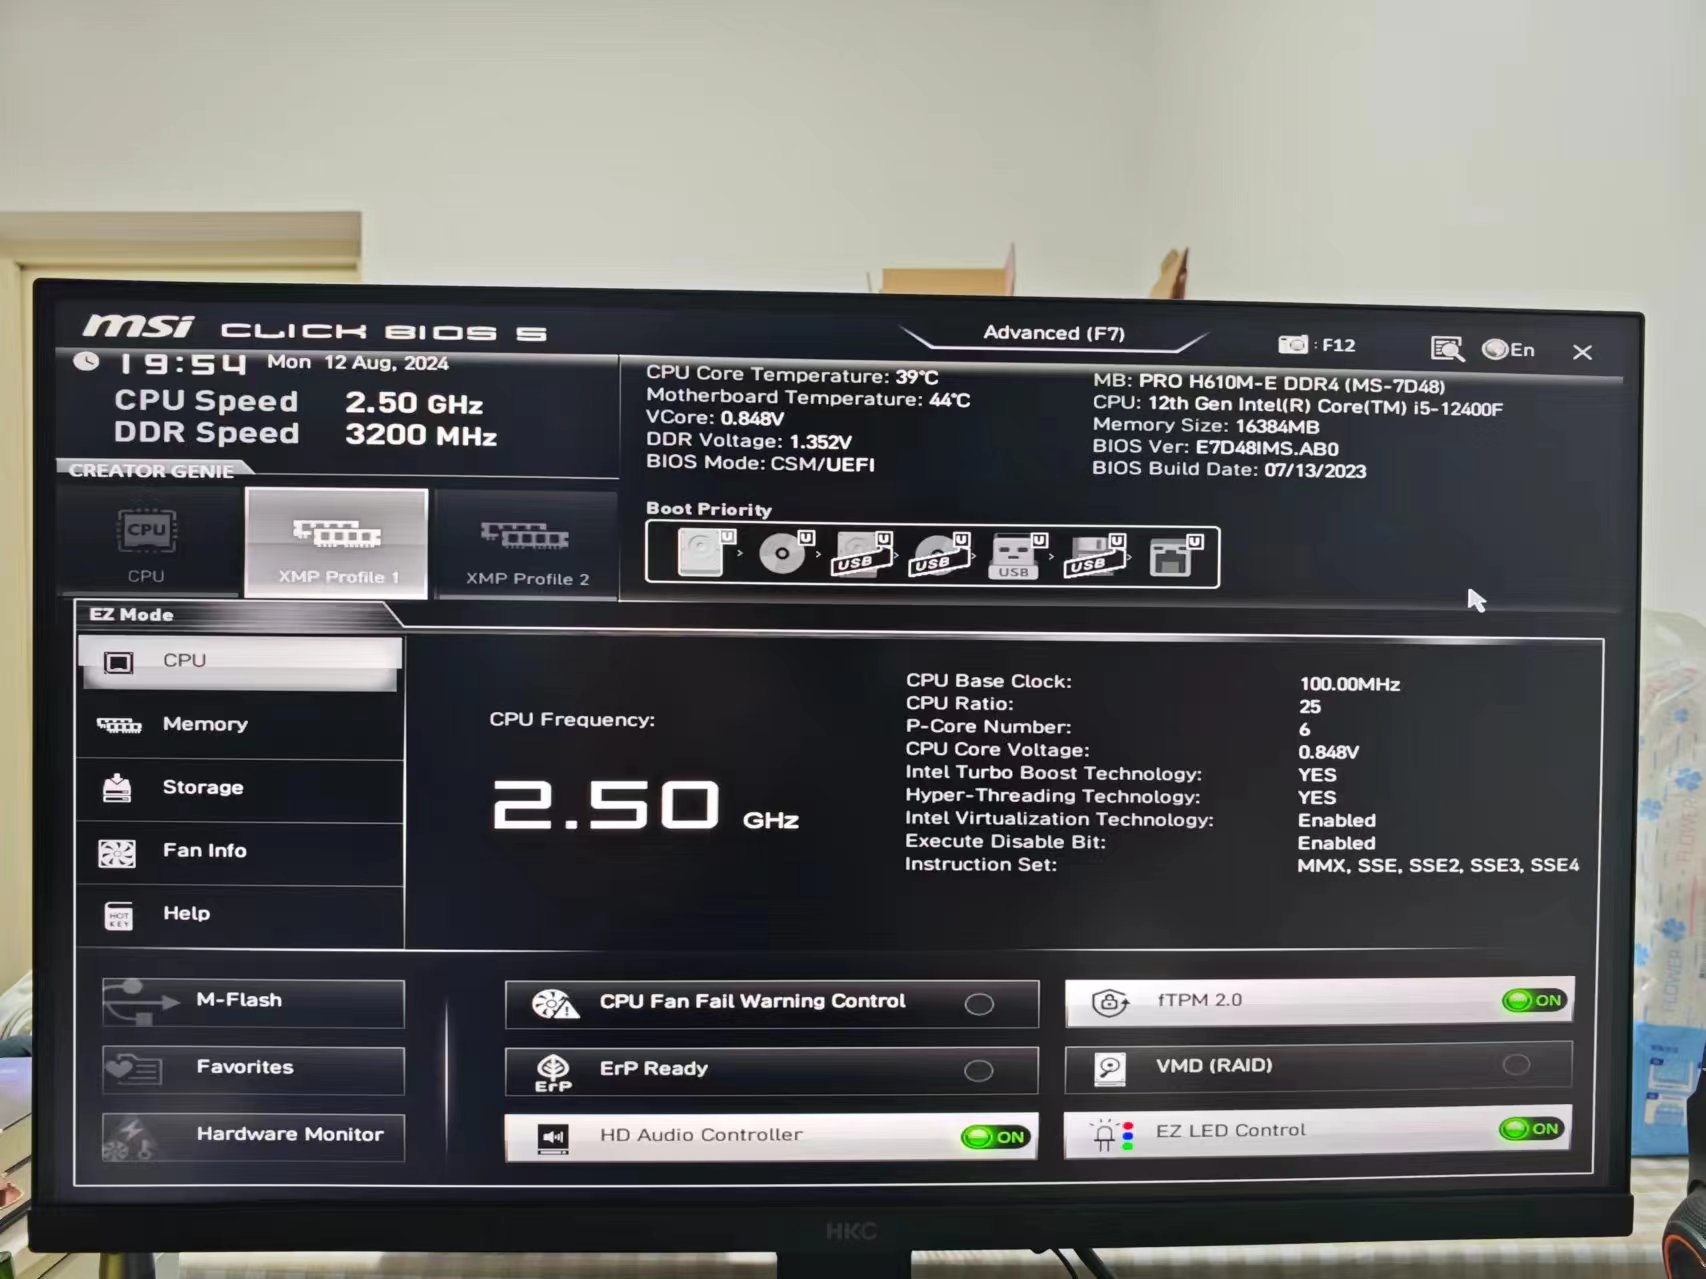 msi CLICK BIOS 5
Advanced (F7)
: F12
En
19:54 Mon 12 Aug, 2024
CPU Speed 2.50 GHz
DDR Speed 3200 MHz
CREATOR GENIE
CPU
CPU
XMP Profile 1
XMP Profile 2
CPU Core Temperature: 39°C
Motherboard Temperature: 44°C
VCore: 0.848V
DDR Voltage: 1.352V
BIOS Mode: CSM/UEFI
MB: PRO H610M-E DDR4 (MS-7D48)
CPU: 12th Gen Intel(R) Core(TM) i5-12400F
Memory Size: 16384MB
BIOS Ver: E7D48IMS.AB0
BIOS Build Date: 07/13/2023
Boot Priority
U U U U U U U
USB USB USB USB
EZ Mode
CPU
Memory
Storage
Fan Info
HOT KEY Help
CPU Frequency:
2.50 GHz
CPU Base Clock: 100.00MHz
CPU Ratio: 25
P-Core Number: 6
CPU Core Voltage: 0.848V
Intel Turbo Boost Technology: YES
Hyper-Threading Technology: YES
Intel Virtualization Technology: Enabled
Execute Disable Bit: Enabled
Instruction Set: MMX, SSE, SSE2, SSE3, SSE4
M-Flash
Favorites
Hardware Monitor
CPU Fan Fail Warning Control
ErP ErP Ready
HD Audio Controller ON
fTPM 2.0 ON
VMD (RAID)
EZ LED Control ON
HKC
FLOWER
FLOWER